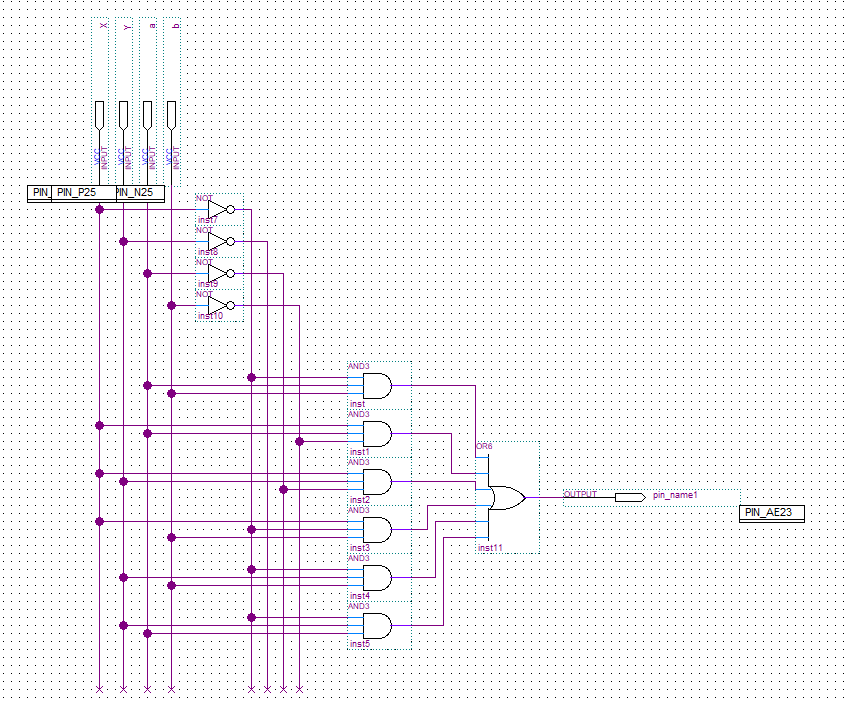 X
Y
a
b
VCC
INPUT
VCC
INPUT
VCC
INPUT
VCC
INPUT
PIN_
PIN_P25
PIN_N25
NOT
inst7
NOT
inst8
NOT
inst9
NOT
inst10
AND3
inst
AND3
inst1
AND3
inst2
AND3
inst3
AND3
inst4
AND3
inst5
OR6
inst11
OUTPUT
pin_name1
PIN_AE23